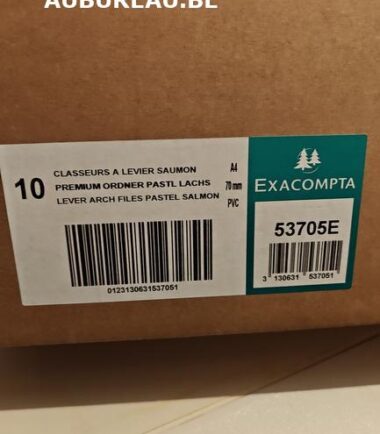 AUBUREAU.BE
10
CLASSEURS A LEVIER SAUMON
PREMIUM ORDNER PASTL LACHS
LEVER ARCH FILES PASTEL SALMON
A4
70 mm
PVC
0123130631537051
EXACOMPTA
53705E
3 130631 537051